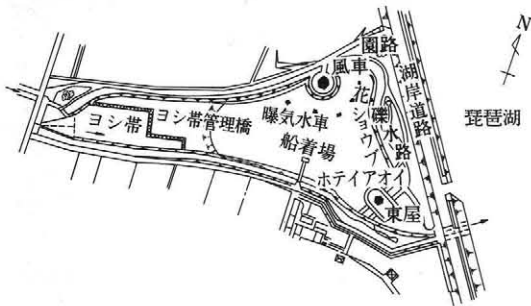 N
園路
風車
湖岸道路
琵琶湖
ヨシ帯
ヨシ帯管理橋
曝気水車
花ショウブ
礫水路
船着場
ホテイアオイ
東屋